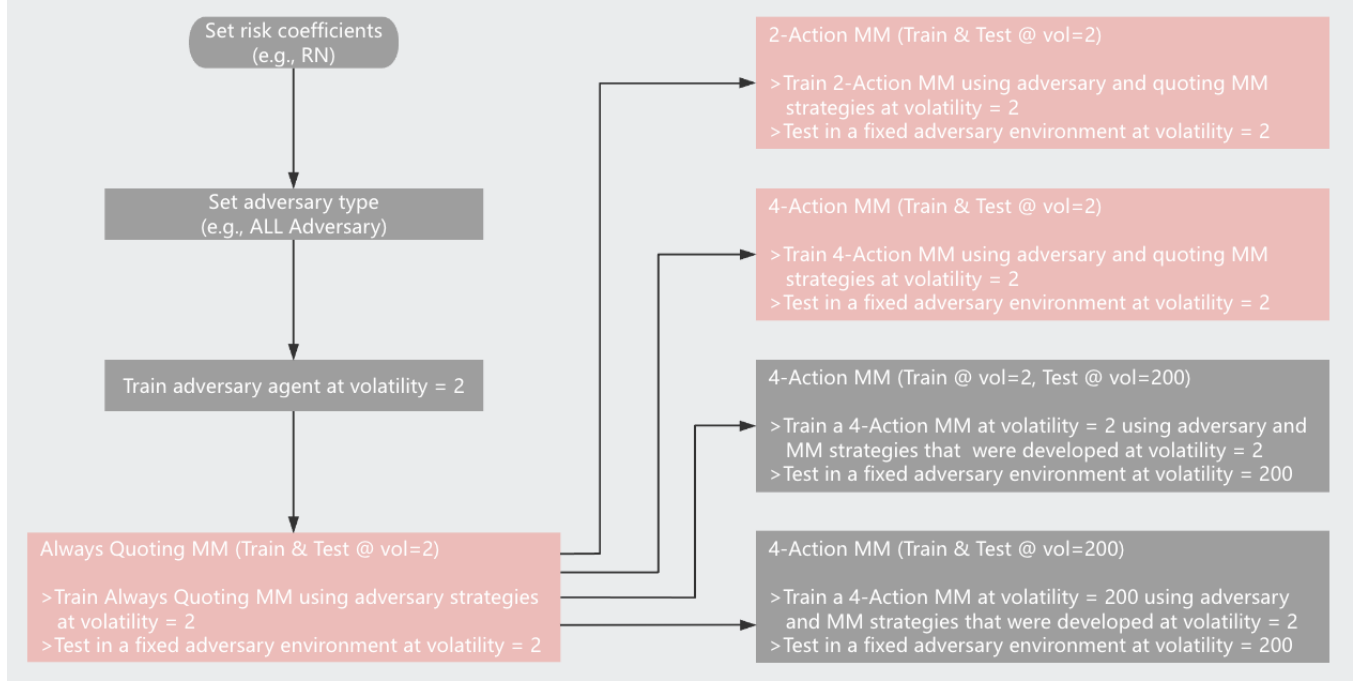 Set risk coefficients
(e.g., RN)
Set adversary type
(e.g., ALL Adversary)
Train adversary agent at volatility = 2
Always Quoting MM (Train & Test @ vol=2)
>Train Always Quoting MM using adversary strategies
at volatility = 2
>Test in a fixed adversary environment at volatility = 2
2-Action MM (Train & Test @ vol=2)
>Train 2-Action MM using adversary and quoting MM
strategies at volatility = 2
>Test in a fixed adversary environment at volatility = 2
4-Action MM (Train & Test @ vol=2)
>Train 4-Action MM using adversary and quoting MM
strategies at volatility = 2
>Test in a fixed adversary environment at volatility = 2
4-Action MM (Train @ vol=2, Test @ vol=200)
>Train a 4-Action MM at volatility = 2 using adversary and
MM strategies that were developed at volatility = 2
>Test in a fixed adversary environment at volatility = 200
4-Action MM (Train & Test @ vol=200)
>Train a 4-Action MM at volatility = 200 using adversary
and MM strategies that were developed at volatility = 2
>Test in a fixed adversary environment at volatility = 200